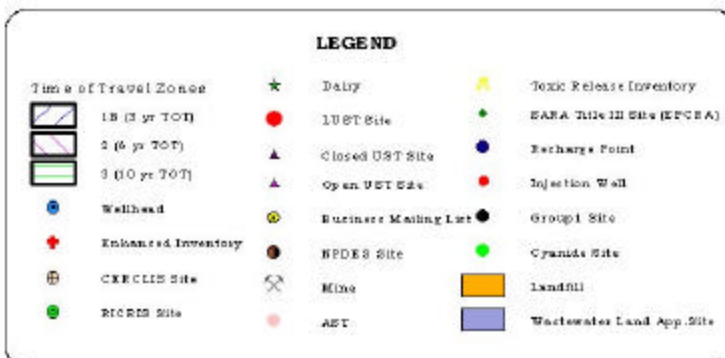 LEGEND
Time of Travel Zones
1B (3 yr TOT)
2 (6 yr TOT)
3 (10 yr TOT)
Wellhead
Enhanced Inventory
CERCLIS Site
RICRIS Site
Dairy
LUST Site
Closed UST Site
Open UST Site
Business Mailing List
NPDES Site
Mine
AST
Toxic Release Inventory
SARA Title III Site (EPCRA)
Recharge Point
Injection Well
Group1 Site
Cyanide Site
Landfill
Wastewater Land App.Site